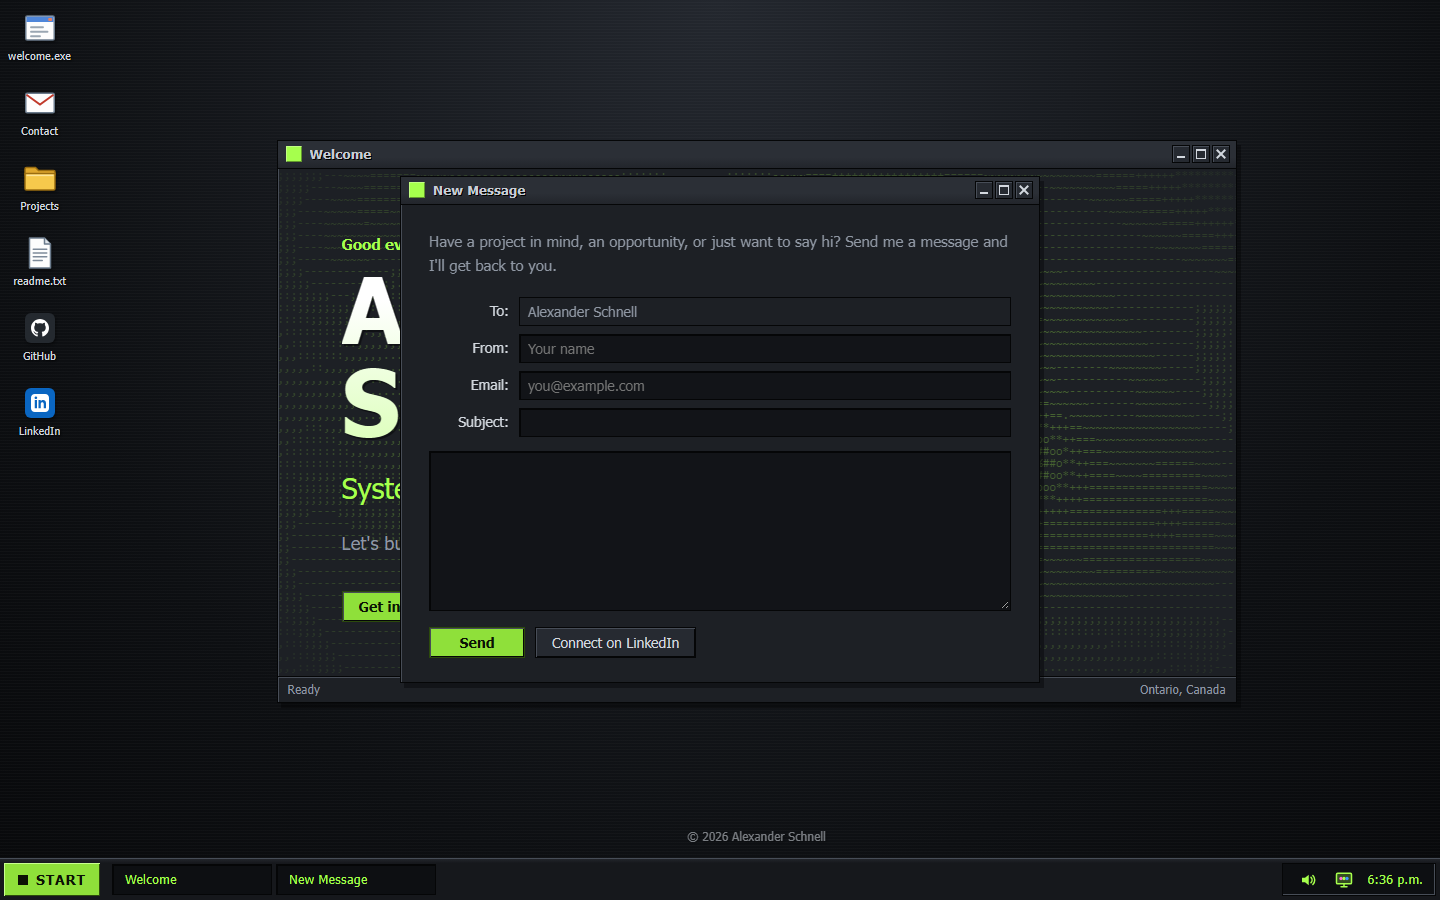 welcome.exe
Contact
Projects
readme.txt
GitHub
LinkedIn
Welcome
Good ev
A
S
Syste
Let's bu
Get in
Ready
Ontario, Canada
New Message
Have a project in mind, an opportunity, or just want to say hi? Send me a message and
I'll get back to you.
To: Alexander Schnell
From: Your name
Email: you@example.com
Subject:
Send
Connect on LinkedIn
© 2026 Alexander Schnell
START
Welcome
New Message
6:36 p.m.